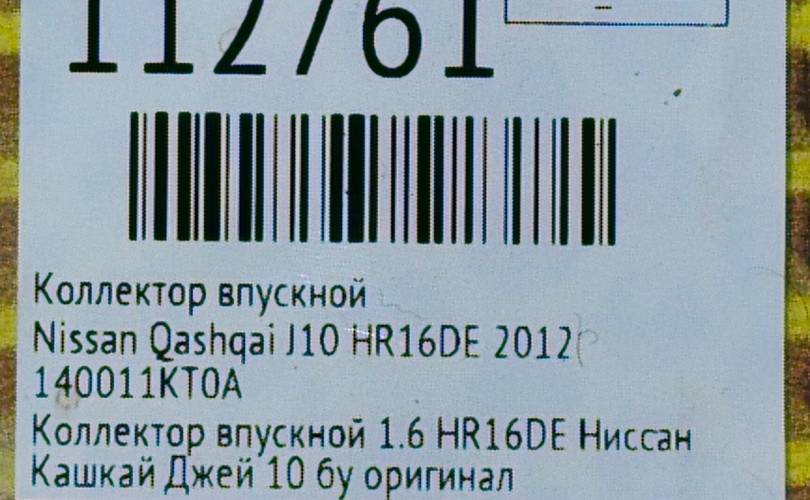 112761
Коллектор впускной
Nissan Qashqai J10 HR16DE 2012
140011KT0A
Коллектор впускной 1.6 HR16DE Ниссан
Кашкай Джей 10 бу оригинал